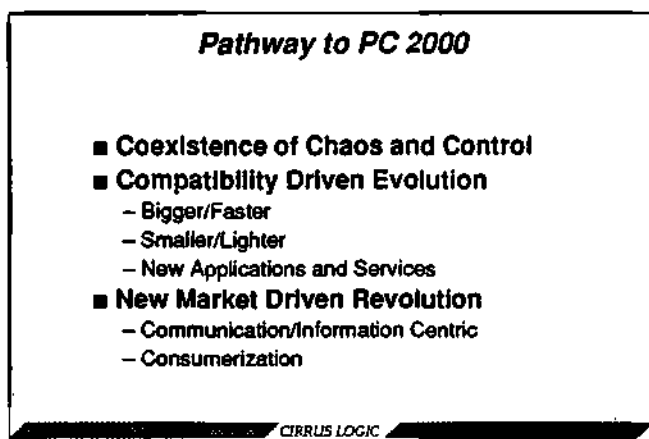 Pathway to PC 2000
■ Coexistence of Chaos and Control
■ Compatibility Driven Evolution
– Bigger/Faster
– Smaller/Lighter
– New Applications and Services
■ New Market Driven Revolution
– Communication/Information Centric
– Consumerization
CIRRUS LOGIC